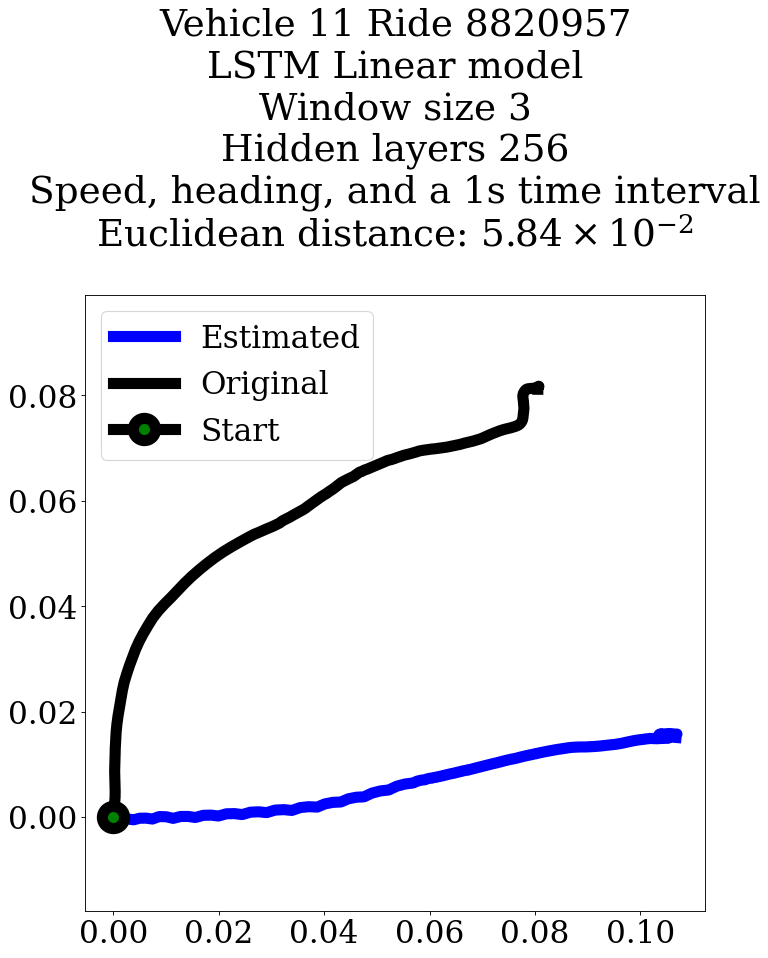 Vehicle 11 Ride 8820957
LSTM Linear model
Window size 3
Hidden layers 256
Speed, heading, and a 1s time interval
Euclidean distance: 5.84 × 10⁻²
Estimated
Original
Start
0.08
0.06
0.04
0.02
0.00
0.00 0.02 0.04 0.06 0.08 0.10